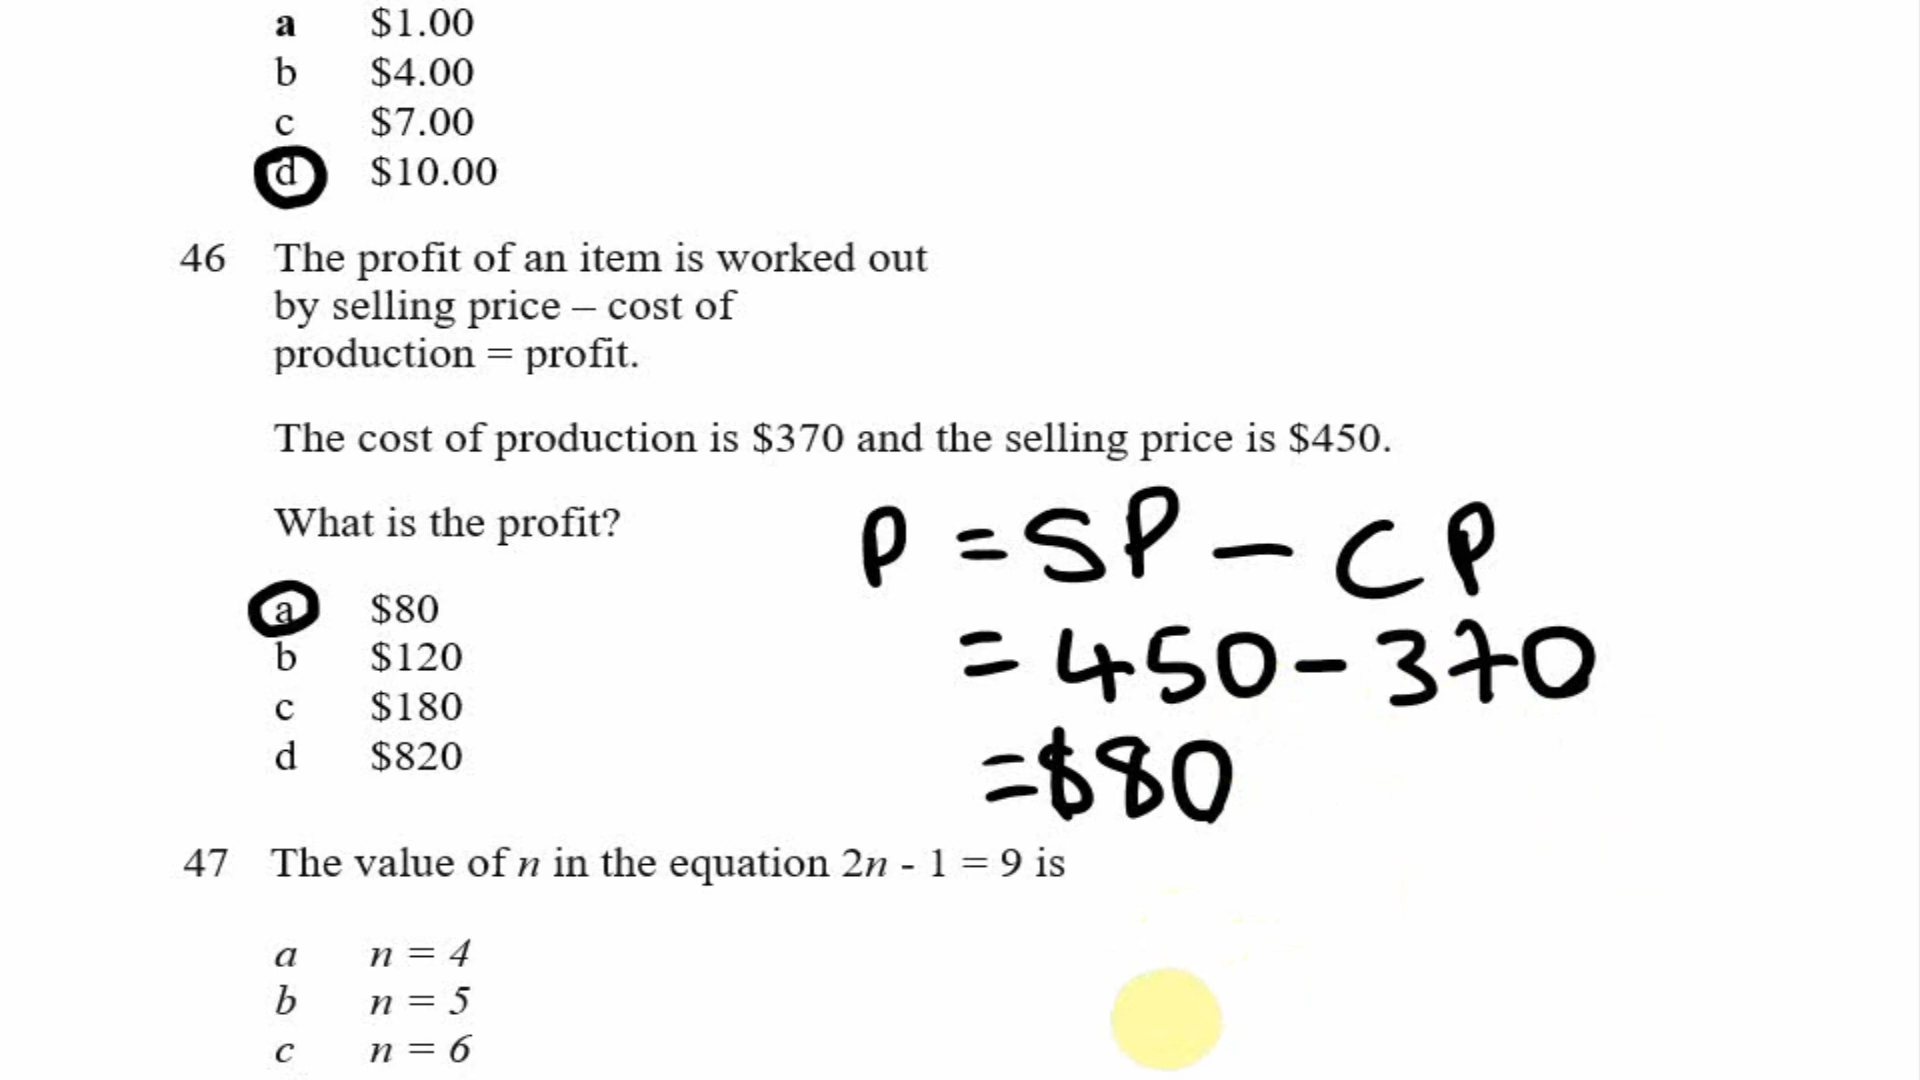 a $1.00
b $4.00
c $7.00
d $10.00
46 The profit of an item is worked out
by selling price – cost of
production = profit.
The cost of production is $370 and the selling price is $450.
What is the profit?
P = SP – CP
a $80
= 450 – 370
b $120
c $180
d $820
= $80
47 The value of n in the equation 2n - 1 = 9 is
a n = 4
b n = 5
c n = 6